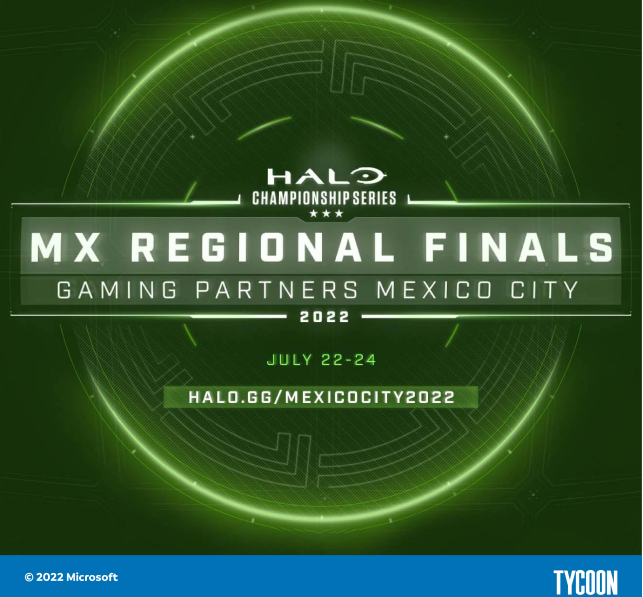 HALO
CHAMPIONSHIP SERIES
MX REGIONAL FINALS
GAMING PARTNERS MEXICO CITY
2022
JULY 22-24
HALO.GG/MEXICOCITY2022
© 2022 Microsoft
TYCOON